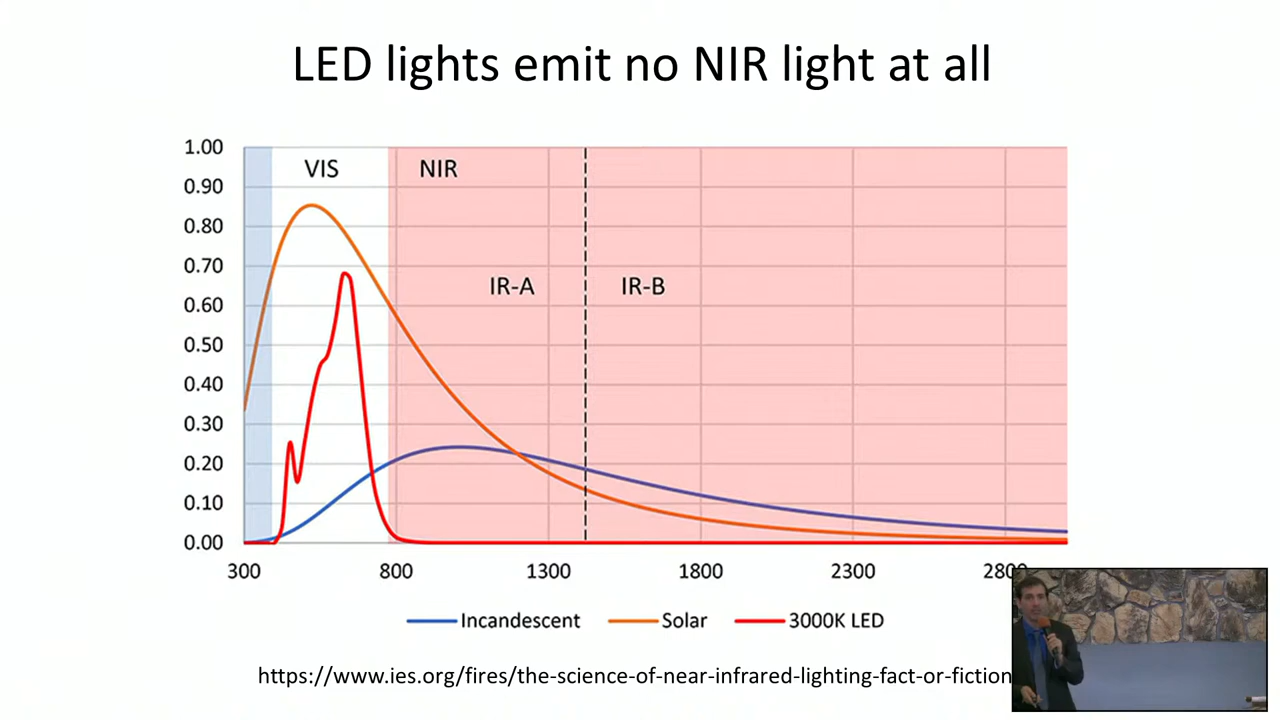 LED lights emit no NIR light at all
1.00
VIS
NIR
0.90
0.80
0.70
IR-A
IR-B
0.60
0.50
0.40
0.30
0.20
0.10
0.00
300
800
1300
1800
2300
280
Incandescent
Solar
3000K LED
https://www.ies.org/fires/the-science-of-near-infrared-lighting-fact-or-fiction